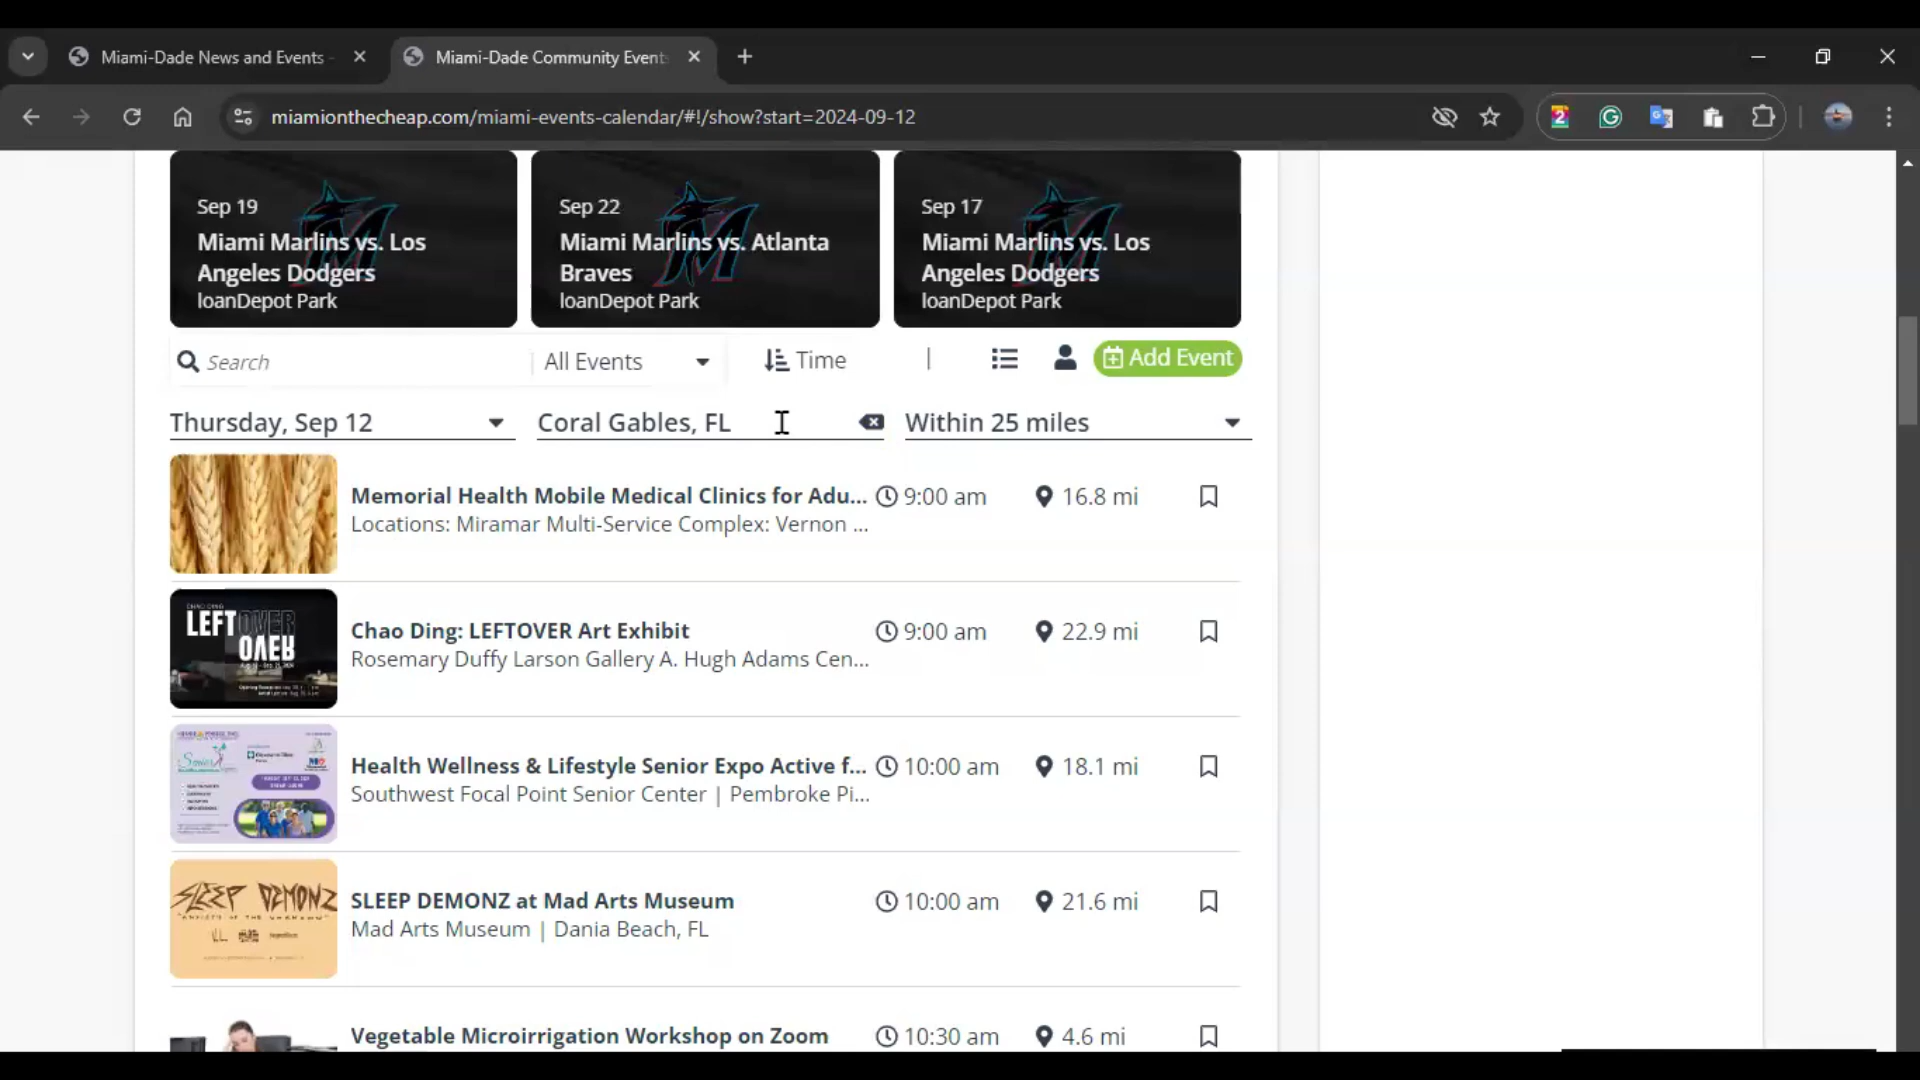 Miami-Dade News and Events -
Miami-Dade Community Event
miamionthecheap.com/miami-events-calendar/#!/show?start=2024-09-12
2
Sep 19
Miami Marlins vs. Los
Angeles Dodgers
loanDepot Park
Sep 22
Miami Marlins vs. Atlanta
Braves
loanDepot Park
Sep 17
Miami Marlins vs. Los
Angeles Dodgers
loanDepot Park
Search
All Events
Time
|
Add Event
Thursday, Sep 12
Coral Gables, FL
Within 25 miles
Memorial Health Mobile Medical Clinics for Adu...
Locations: Miramar Multi-Service Complex: Vernon ...
9:00 am
16.8 mi
CHAO DING
LEFTOVER
OVER
Chao Ding: LEFTOVER Art Exhibit
Rosemary Duffy Larson Gallery A. Hugh Adams Cen...
9:00 am
22.9 mi
Health Wellness & Lifestyle Senior Expo Active f...
Southwest Focal Point Senior Center | Pembroke Pi...
10:00 am
18.1 mi
SLEEP DEMONZ
SLEEP DEMONZ at Mad Arts Museum
Mad Arts Museum | Dania Beach, FL
10:00 am
21.6 mi
Vegetable Microirrigation Workshop on Zoom
10:30 am
4.6 mi